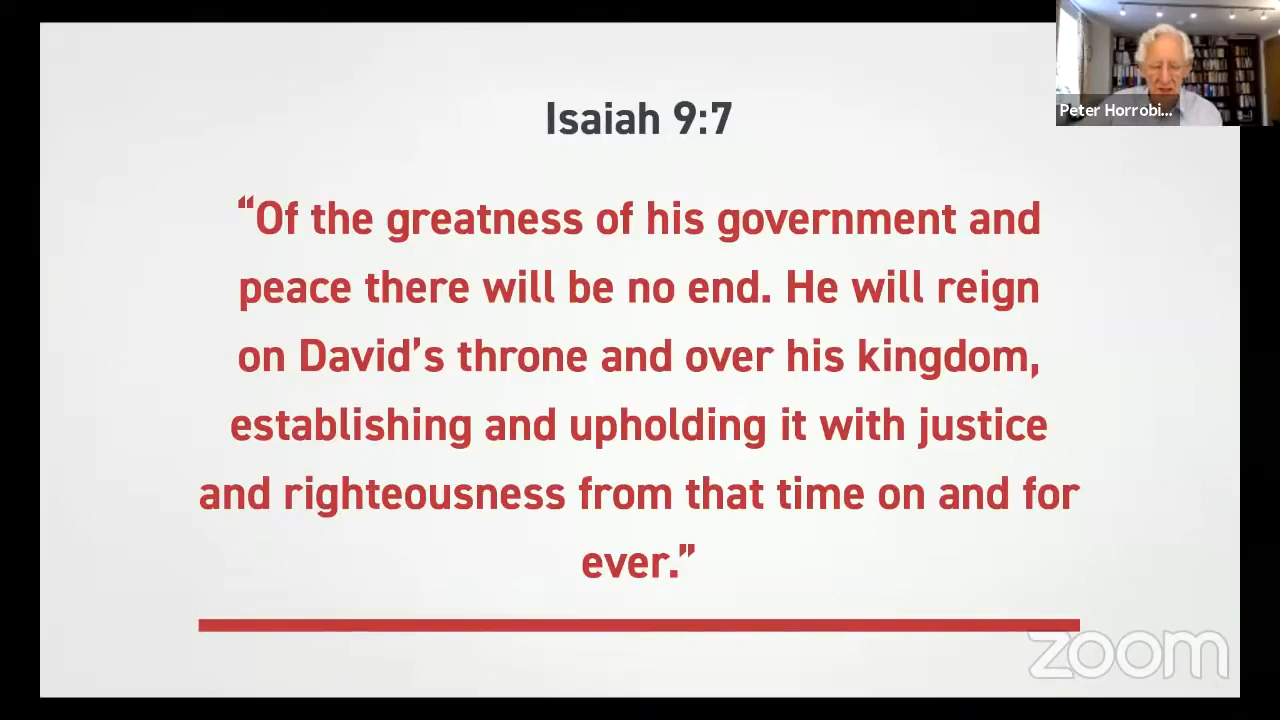 Isaiah 9:7
“Of the greatness of his government and
peace there will be no end. He will reign
on David’s throne and over his kingdom,
establishing and upholding it with justice
and righteousness from that time on and for
ever.”
Peter Horrobi...
zoom